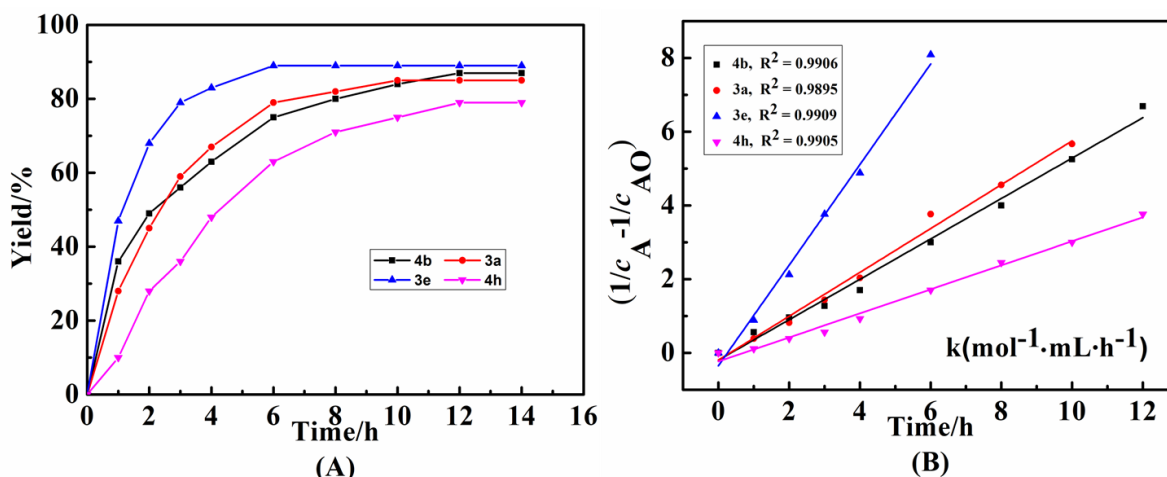 100
80
60
40
20
0
Yield/%
4b
3a
3e
4h
0
2
4
6
8
10
12
14
16
Time/h
(A)
8
6
4
2
0
(1/c A -1/c AO)
4b, R² = 0.9906
3a, R² = 0.9895
3e, R² = 0.9909
4h, R² = 0.9905
k(mol⁻¹·mL·h⁻¹)
0
2
4
6
8
10
12
Time/h
(B)